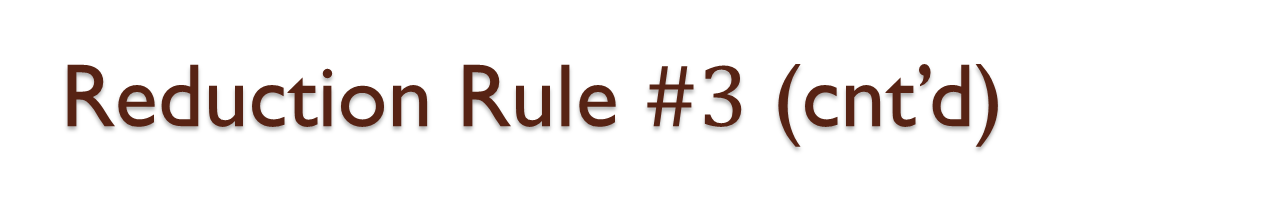 Reduction Rule #3 (cnt’d)